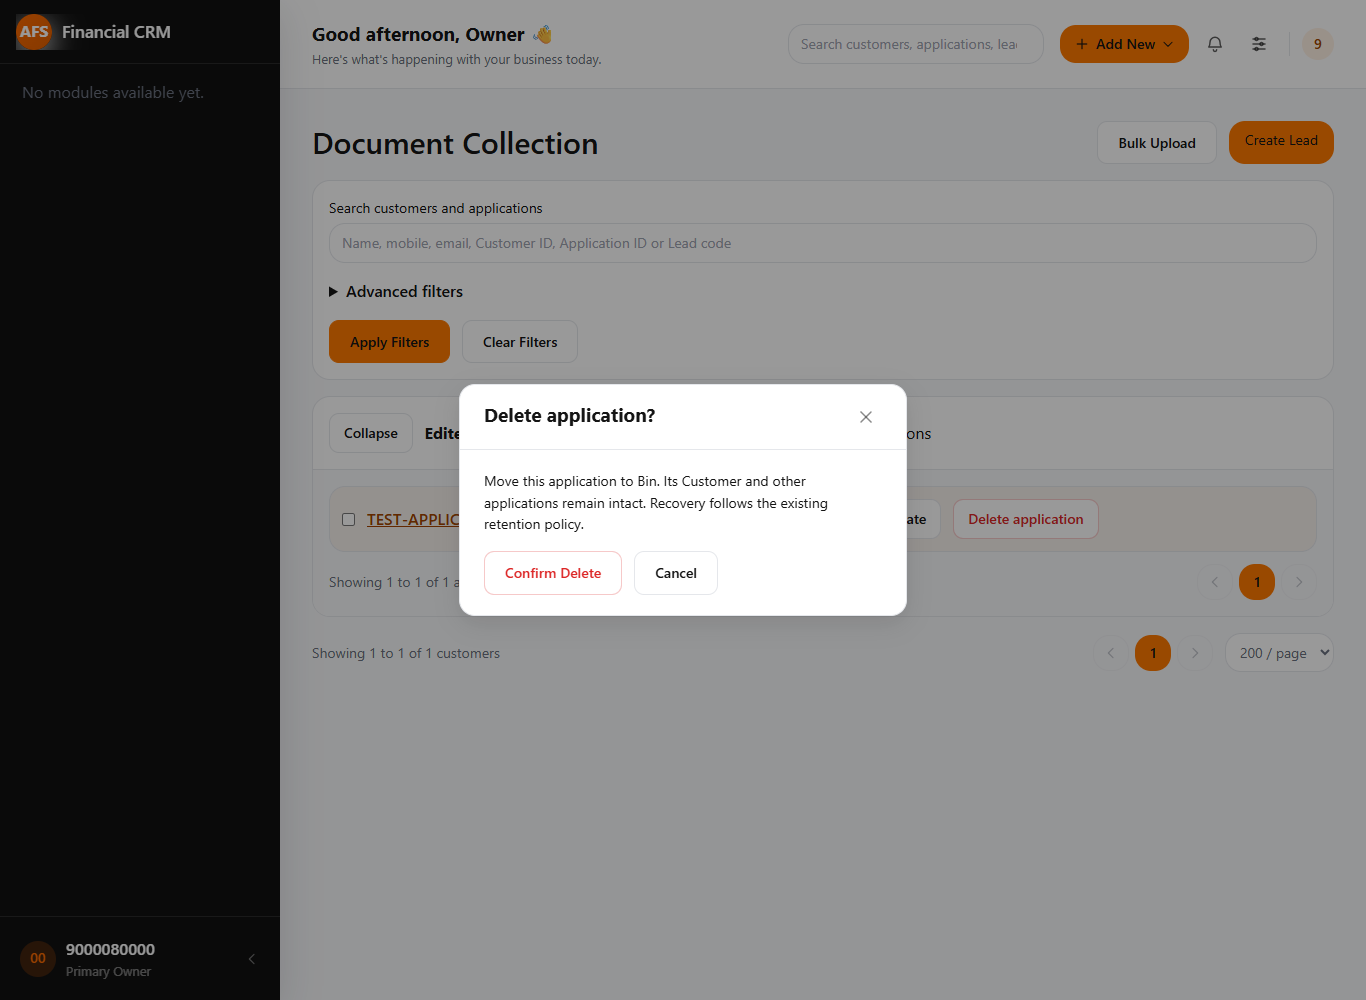 AFS Financial CRM
No modules available yet.
Good afternoon, Owner 👋
Here's what's happening with your business today.
Search customers, applications, lea
+ Add New
9
Document Collection
Bulk Upload
Create Lead
Search customers and applications
Name, mobile, email, Customer ID, Application ID or Lead code
Advanced filters
Apply Filters
Clear Filters
Collapse
Delete application?
Move this application to Bin. Its Customer and other
applications remain intact. Recovery follows the existing
retention policy.
Confirm Delete
Cancel
Delete application
Showing 1 to 1 of 1
1
Showing 1 to 1 of 1 customers
1
200 / page
00
9000080000
Primary Owner